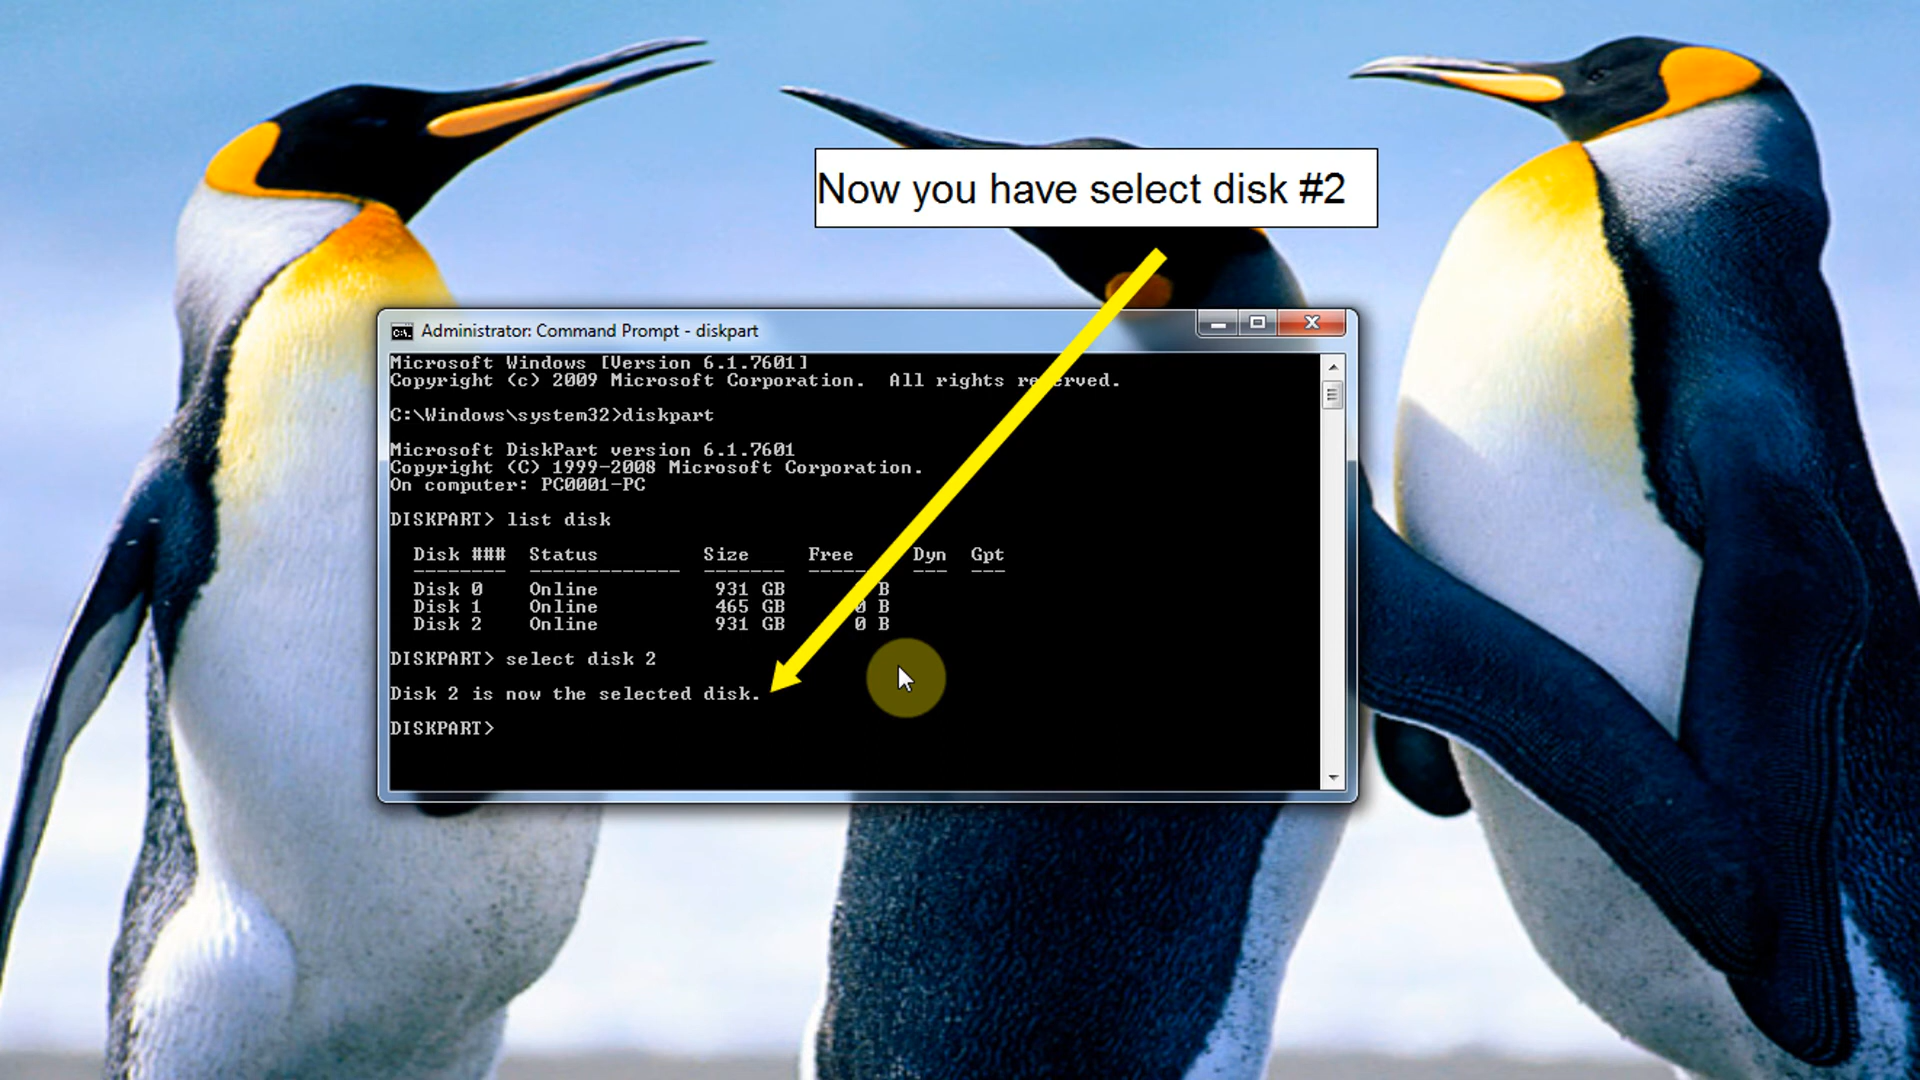 Now you have select disk #2
Administrator: Command Prompt - diskpart
Microsoft Windows [Version 6.1.7601]
Copyright (c) 2009 Microsoft Corporation.  All rights reserved.
C:\Windows\system32>diskpart
Microsoft DiskPart version 6.1.7601
Copyright (C) 1999-2008 Microsoft Corporation.
On computer: PC0001-PC
DISKPART> list disk
Disk ###  Status         Size     Free     Dyn  Gpt
--------  -------------  -------  -------  ---  ---
Disk 0    Online          931 GB      B
Disk 1    Online          465 GB      0 B
Disk 2    Online          931 GB      0 B
DISKPART> select disk 2
Disk 2 is now the selected disk.
DISKPART>